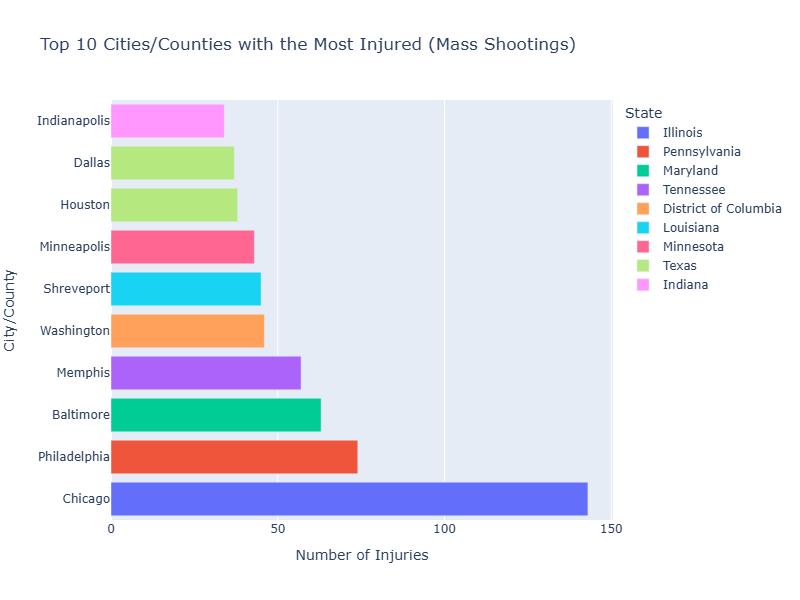 Top 10 Cities/Counties with the Most Injured (Mass Shootings)
City/County
Indianapolis
Dallas
Houston
Minneapolis
Shreveport
Washington
Memphis
Baltimore
Philadelphia
Chicago
0 50 100 150
Number of Injuries
State
Illinois
Pennsylvania
Maryland
Tennessee
District of Columbia
Louisiana
Minnesota
Texas
Indiana